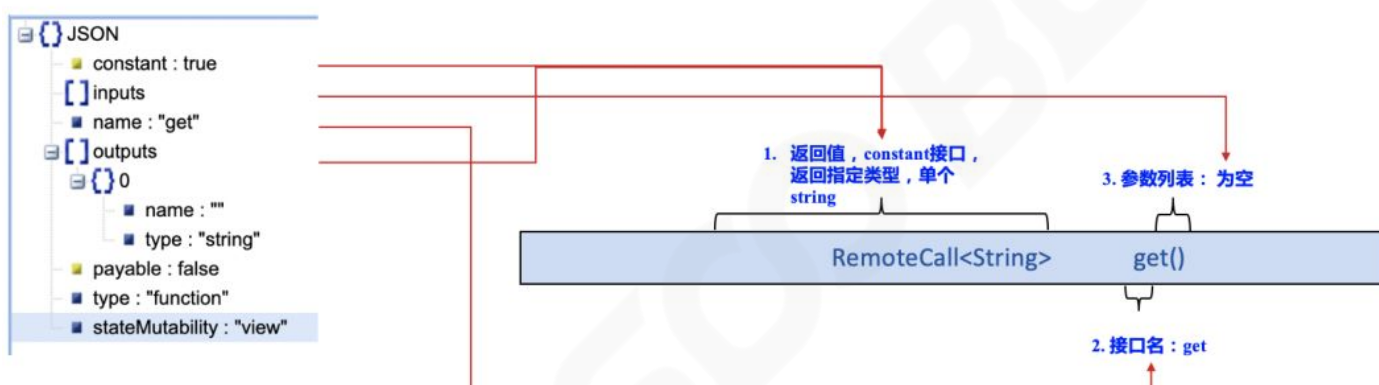 JSON
constant : true
inputs
name : "get"
outputs
0
name : ""
type : "string"
payable : false
type : "function"
stateMutability : "view"
1. 返回值，constant接口，
返回指定类型，单个
string
3. 参数列表： 为空
RemoteCall<String> get()
2. 接口名：get